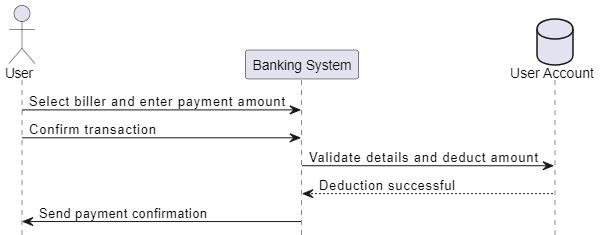 User
Banking System
User Account
Select biller and enter payment amount
Confirm transaction
Validate details and deduct amount
Deduction successful
Send payment confirmation